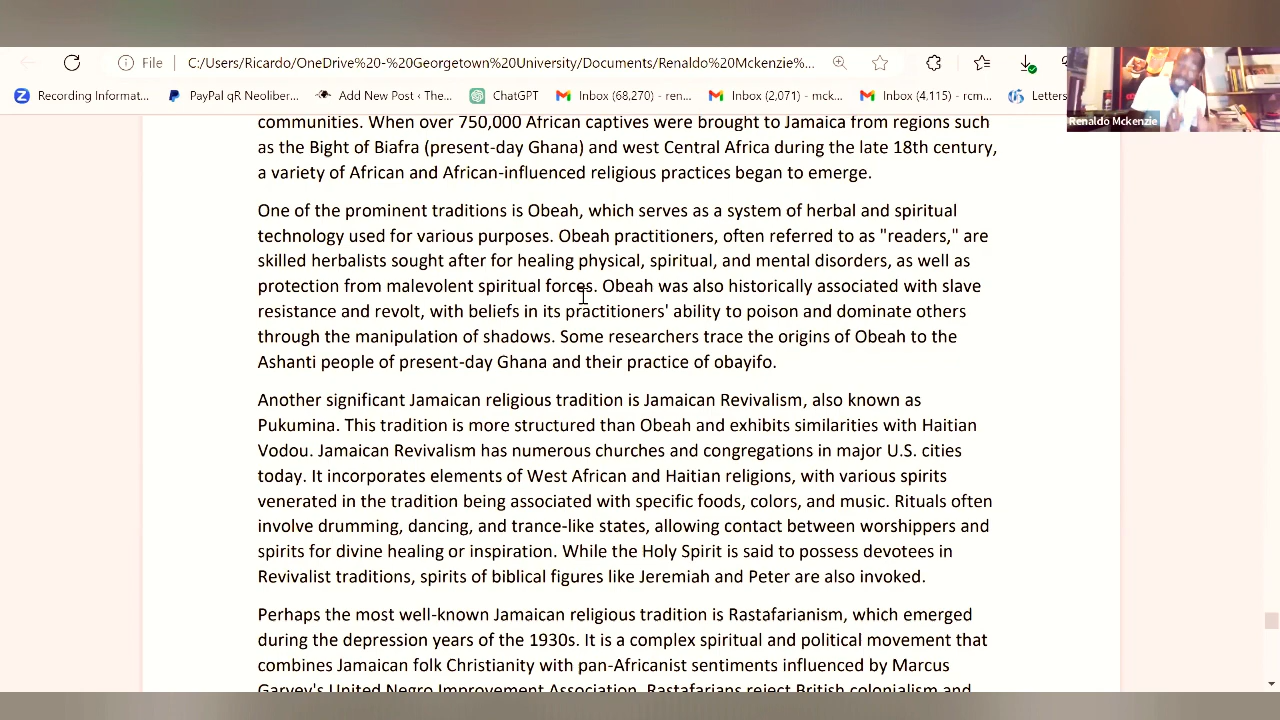 File C:/Users/Ricardo/OneDrive%20-%20Georgetown%20University/Documents/Renaldo%20Mckenzie%...
Recording Informat... PayPal qR Neoliber... Add New Post ‹ Th... ChatGPT Inbox (68,270) - ren... Inbox (2,071) - mck... Inbox (4,115) - rcm... Letters
Renaldo Mckenzie
communities. When over 750,000 African captives were brought to Jamaica from regions such
as the Bight of Biafra (present-day Ghana) and west Central Africa during the late 18th century,
a variety of African and African-influenced religious practices began to emerge.
One of the prominent traditions is Obeah, which serves as a system of herbal and spiritual
technology used for various purposes. Obeah practitioners, often referred to as "readers," are
skilled herbalists sought after for healing physical, spiritual, and mental disorders, as well as
protection from malevolent spiritual forces. Obeah was also historically associated with slave
resistance and revolt, with beliefs in its practitioners' ability to poison and dominate others
through the manipulation of shadows. Some researchers trace the origins of Obeah to the
Ashanti people of present-day Ghana and their practice of obayifo.
Another significant Jamaican religious tradition is Jamaican Revivalism, also known as
Pukumina. This tradition is more structured than Obeah and exhibits similarities with Haitian
Vodou. Jamaican Revivalism has numerous churches and congregations in major U.S. cities
today. It incorporates elements of West African and Haitian religions, with various spirits
venerated in the tradition being associated with specific foods, colors, and music. Rituals often
involve drumming, dancing, and trance-like states, allowing contact between worshippers and
spirits for divine healing or inspiration. While the Holy Spirit is said to possess devotees in
Revivalist traditions, spirits of biblical figures like Jeremiah and Peter are also invoked.
Perhaps the most well-known Jamaican religious tradition is Rastafarianism, which emerged
during the depression years of the 1930s. It is a complex spiritual and political movement that
combines Jamaican folk Christianity with pan-Africanist sentiments influenced by Marcus
Garvey's United Negro Improvement Association. Rastafarians reject British colonialism and